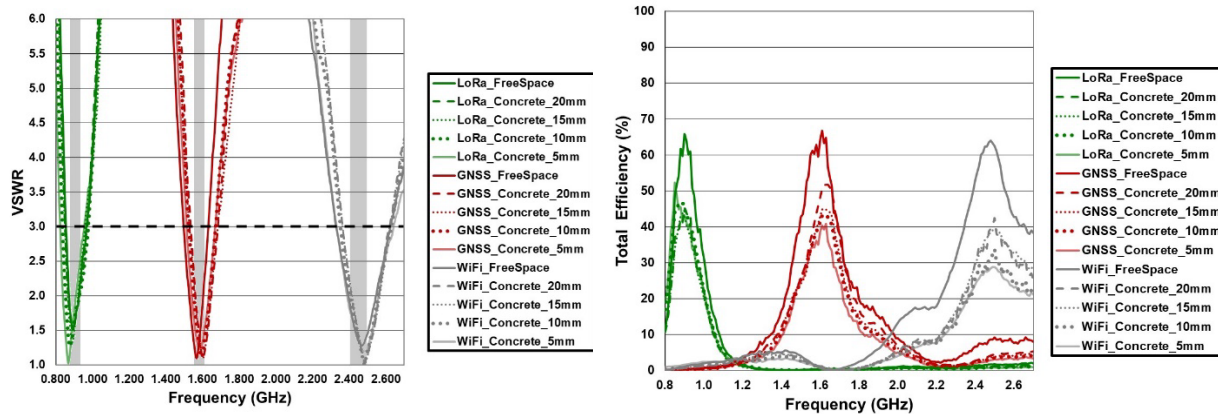 6.0
5.5
5.0
4.5
4.0
3.5
3.0
2.5
2.0
1.5
1.0
VSWR
0.800 1.000 1.200 1.400 1.600 1.800 2.000 2.200 2.400 2.600
Frequency (GHz)
LoRa_FreeSpace
LoRa_Concrete_20mm
LoRa_Concrete_15mm
LoRa_Concrete_10mm
LoRa_Concrete_5mm
GNSS_FreeSpace
GNSS_Concrete_20mm
GNSS_Concrete_15mm
GNSS_Concrete_10mm
GNSS_Concrete_5mm
WiFi_FreeSpace
WiFi_Concrete_20mm
WiFi_Concrete_15mm
WiFi_Concrete_10mm
WiFi_Concrete_5mm
100
90
80
70
60
50
40
30
20
10
0
Total Efficiency (%)
0.8 1.0 1.2 1.4 1.6 1.8 2.0 2.2 2.4 2.6
Frequency (GHz)
LoRa_FreeSpace
LoRa_Concrete_20mm
LoRa_Concrete_15mm
LoRa_Concrete_10mm
LoRa_Concrete_5mm
GNSS_FreeSpace
GNSS_Concrete_20mm
GNSS_Concrete_15mm
GNSS_Concrete_10mm
GNSS_Concrete_5mm
WiFi_FreeSpace
WiFi_Concrete_20mm
WiFi_Concrete_15mm
WiFi_Concrete_10mm
WiFi_Concrete_5mm